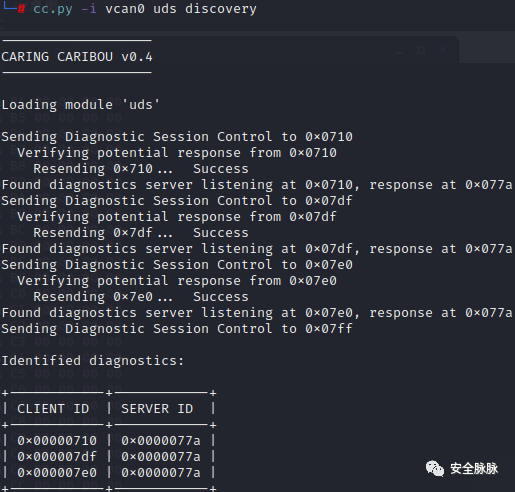 # cc.py -i vcan0 uds discovery
-------------------
CARING CARIBOU v0.4
-------------------
Loading module 'uds'
Sending Diagnostic Session Control to 0×0710
Verifying potential response from 0×0710
Resending 0×710... Success
Found diagnostics server listening at 0×0710, response at 0×077a
Sending Diagnostic Session Control to 0×07df
Verifying potential response from 0×07df
Resending 0×7df... Success
Found diagnostics server listening at 0×07df, response at 0×077a
Sending Diagnostic Session Control to 0×07e0
Verifying potential response from 0×07e0
Resending 0×7e0... Success
Found diagnostics server listening at 0×07e0, response at 0×077a
Sending Diagnostic Session Control to 0×07ff
Identified diagnostics:
+------------+------------+
| CLIENT ID | SERVER ID |
+------------+------------+
| 0×00000710 | 0×0000077a |
| 0×000007df | 0×0000077a |
| 0×000007e0 | 0×0000077a |
+------------+------------+
安全脉脉